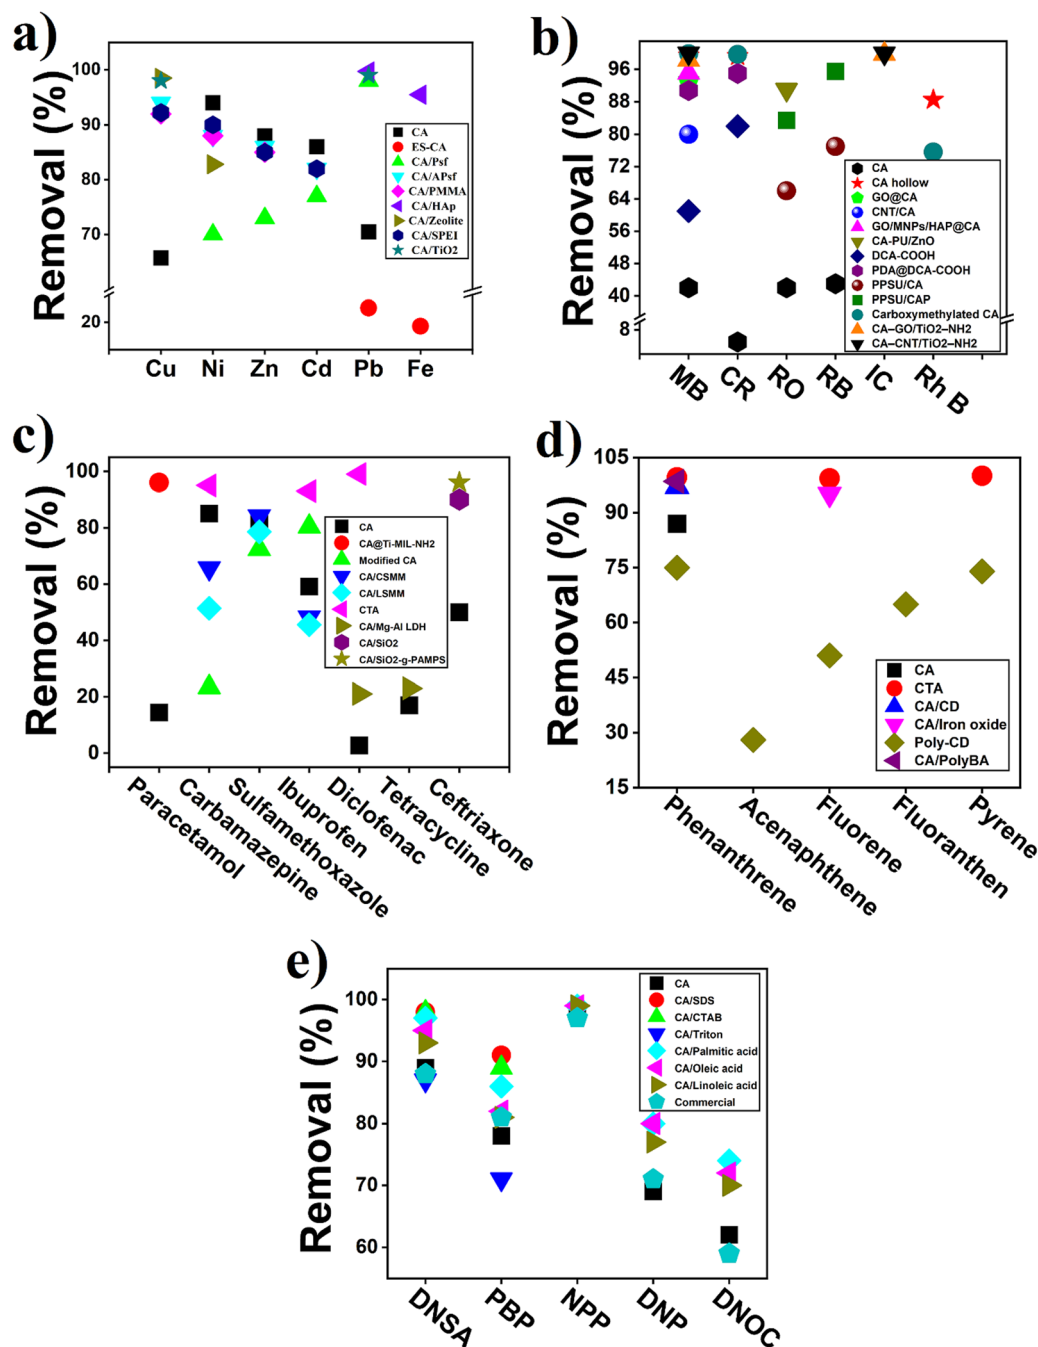 a)
Removal (%)
100
90
80
70
20
Cu Ni Zn Cd Pb Fe
CA
ES-CA
CA/Psf
CA/APsf
CA/PMMA
CA/HAp
CA/Zeolite
CA/SPEI
CA/TiO2
b)
Removal (%)
96
88
80
72
64
56
48
40
8
MB CR RO RB IC Rh B
CA
CA hollow
GO@CA
CNT/CA
GO/MNPs/HAP@CA
CA-PU/ZnO
DCA-COOH
PDA@DCA-COOH
PPSU/CA
PPSU/CAP
Carboxymethylated CA
CA–GO/TiO2–NH2
CA–CNT/TiO2–NH2
c)
Removal (%)
100
80
60
40
20
0
Paracetamol
Carbamazepine
Sulfamethoxazole
Ibuprofen
Diclofenac
Tetracycline
Ceftriaxone
CA
CA@Ti-MIL-NH2
Modified CA
CA/CSMM
CA/LSMM
CTA
CA/Mg-Al LDH
CA/SiO2
CA/SiO2-g-PAMPS
d)
Removal (%)
105
90
75
60
45
30
15
Phenanthrene
Acenaphthene
Fluorene
Fluoranthen
Pyrene
CA
CTA
CA/CD
CA/Iron oxide
Poly-CD
CA/PolyBA
e)
Removal (%)
100
90
80
70
60
DNSA PBP NPP DNP DNOC
CA
CA/SDS
CA/CTAB
CA/Triton
CA/Palmitic acid
CA/Oleic acid
CA/Linoleic acid
Commercial